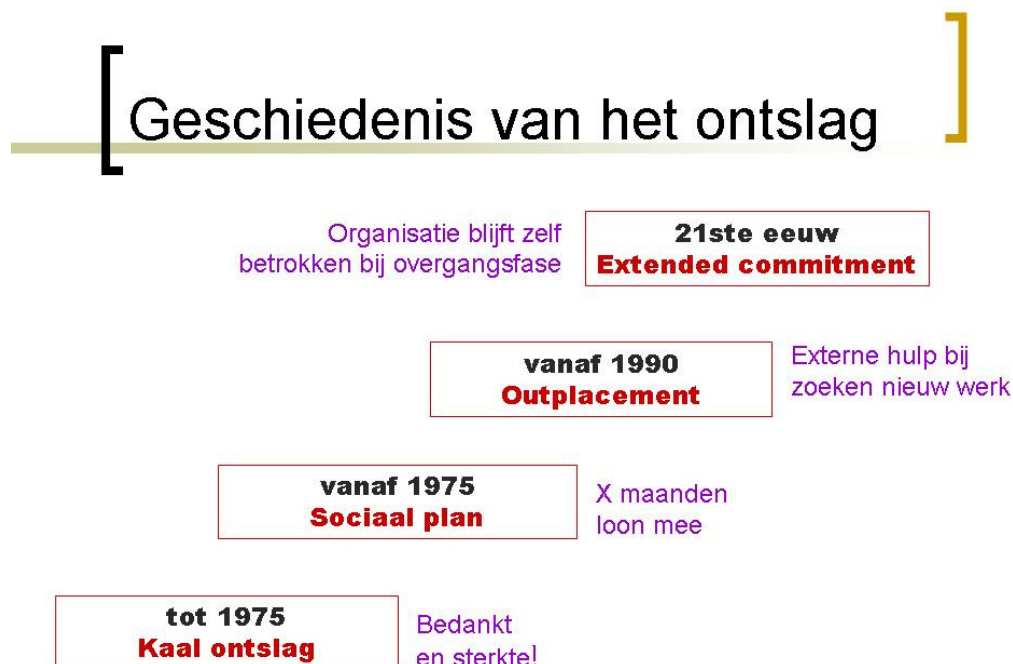 Geschiedenis van het ontslag
Organisatie blijft zelf
betrokken bij overgangsfase
21ste eeuw
Extended commitment
vanaf 1990
Outplacement
Externe hulp bij
zoeken nieuw werk
vanaf 1975
Sociaal plan
X maanden
loon mee
tot 1975
Kaal ontslag
Bedankt
en sterkte!